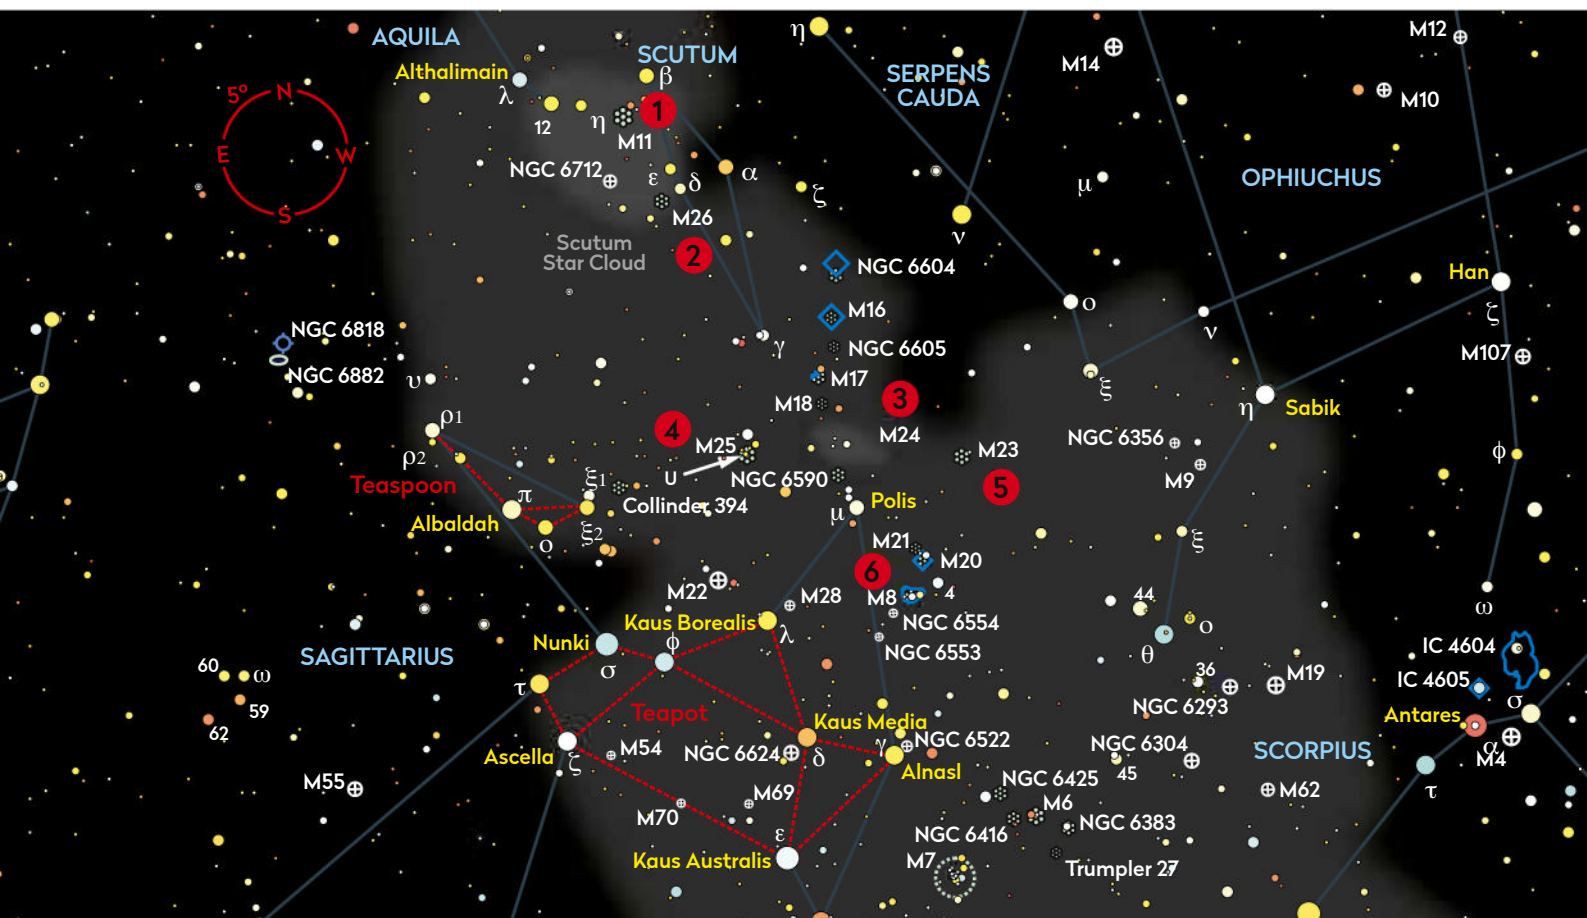 AQUILA
SCUTUM
M12
η
Althalimain
β
SERPENS
CAUDA
M14
5°
N
λ
12
η
1
M10
M11
E
W
NGC 6712
ε
δ
α
ζ
μ
OPHIUCHUS
S
M26
ν
Scutum
Star Cloud
2
NGC 6604
Han
ο
ζ
M16
NGC 6818
γ
NGC 6605
ν
M107
NGC 6882
υ
M17
ξ
M18
3
η
Sabik
ρ1
4
M24
M25
NGC 6356
ρ2
U
M23
φ
Teaspoon
ξ1
NGC 6590
M9
π
Collinder 394
5
Albaldah
μ
Polis
ο
ξ2
ξ
M21
M20
6
M22
M28
M8
4
44
ω
Kaus Borealis
NGC 6554
ο
Nunki
φ
λ
NGC 6553
θ
IC 4604
SAGITTARIUS
σ
60
ω
36
M19
IC 4605
τ
NGC 6293
σ
59
Teapot
Kaus Media
Antares
62
γ
NGC 6522
NGC 6304
SCORPIUS
α
Ascella
ζ
M54
NGC 6624
δ
Alnasl
45
M4
M55
NGC 6425
M62
τ
M70
M69
M6
NGC 6416
NGC 6383
ε
Kaus Australis
M7
Trumpler 27